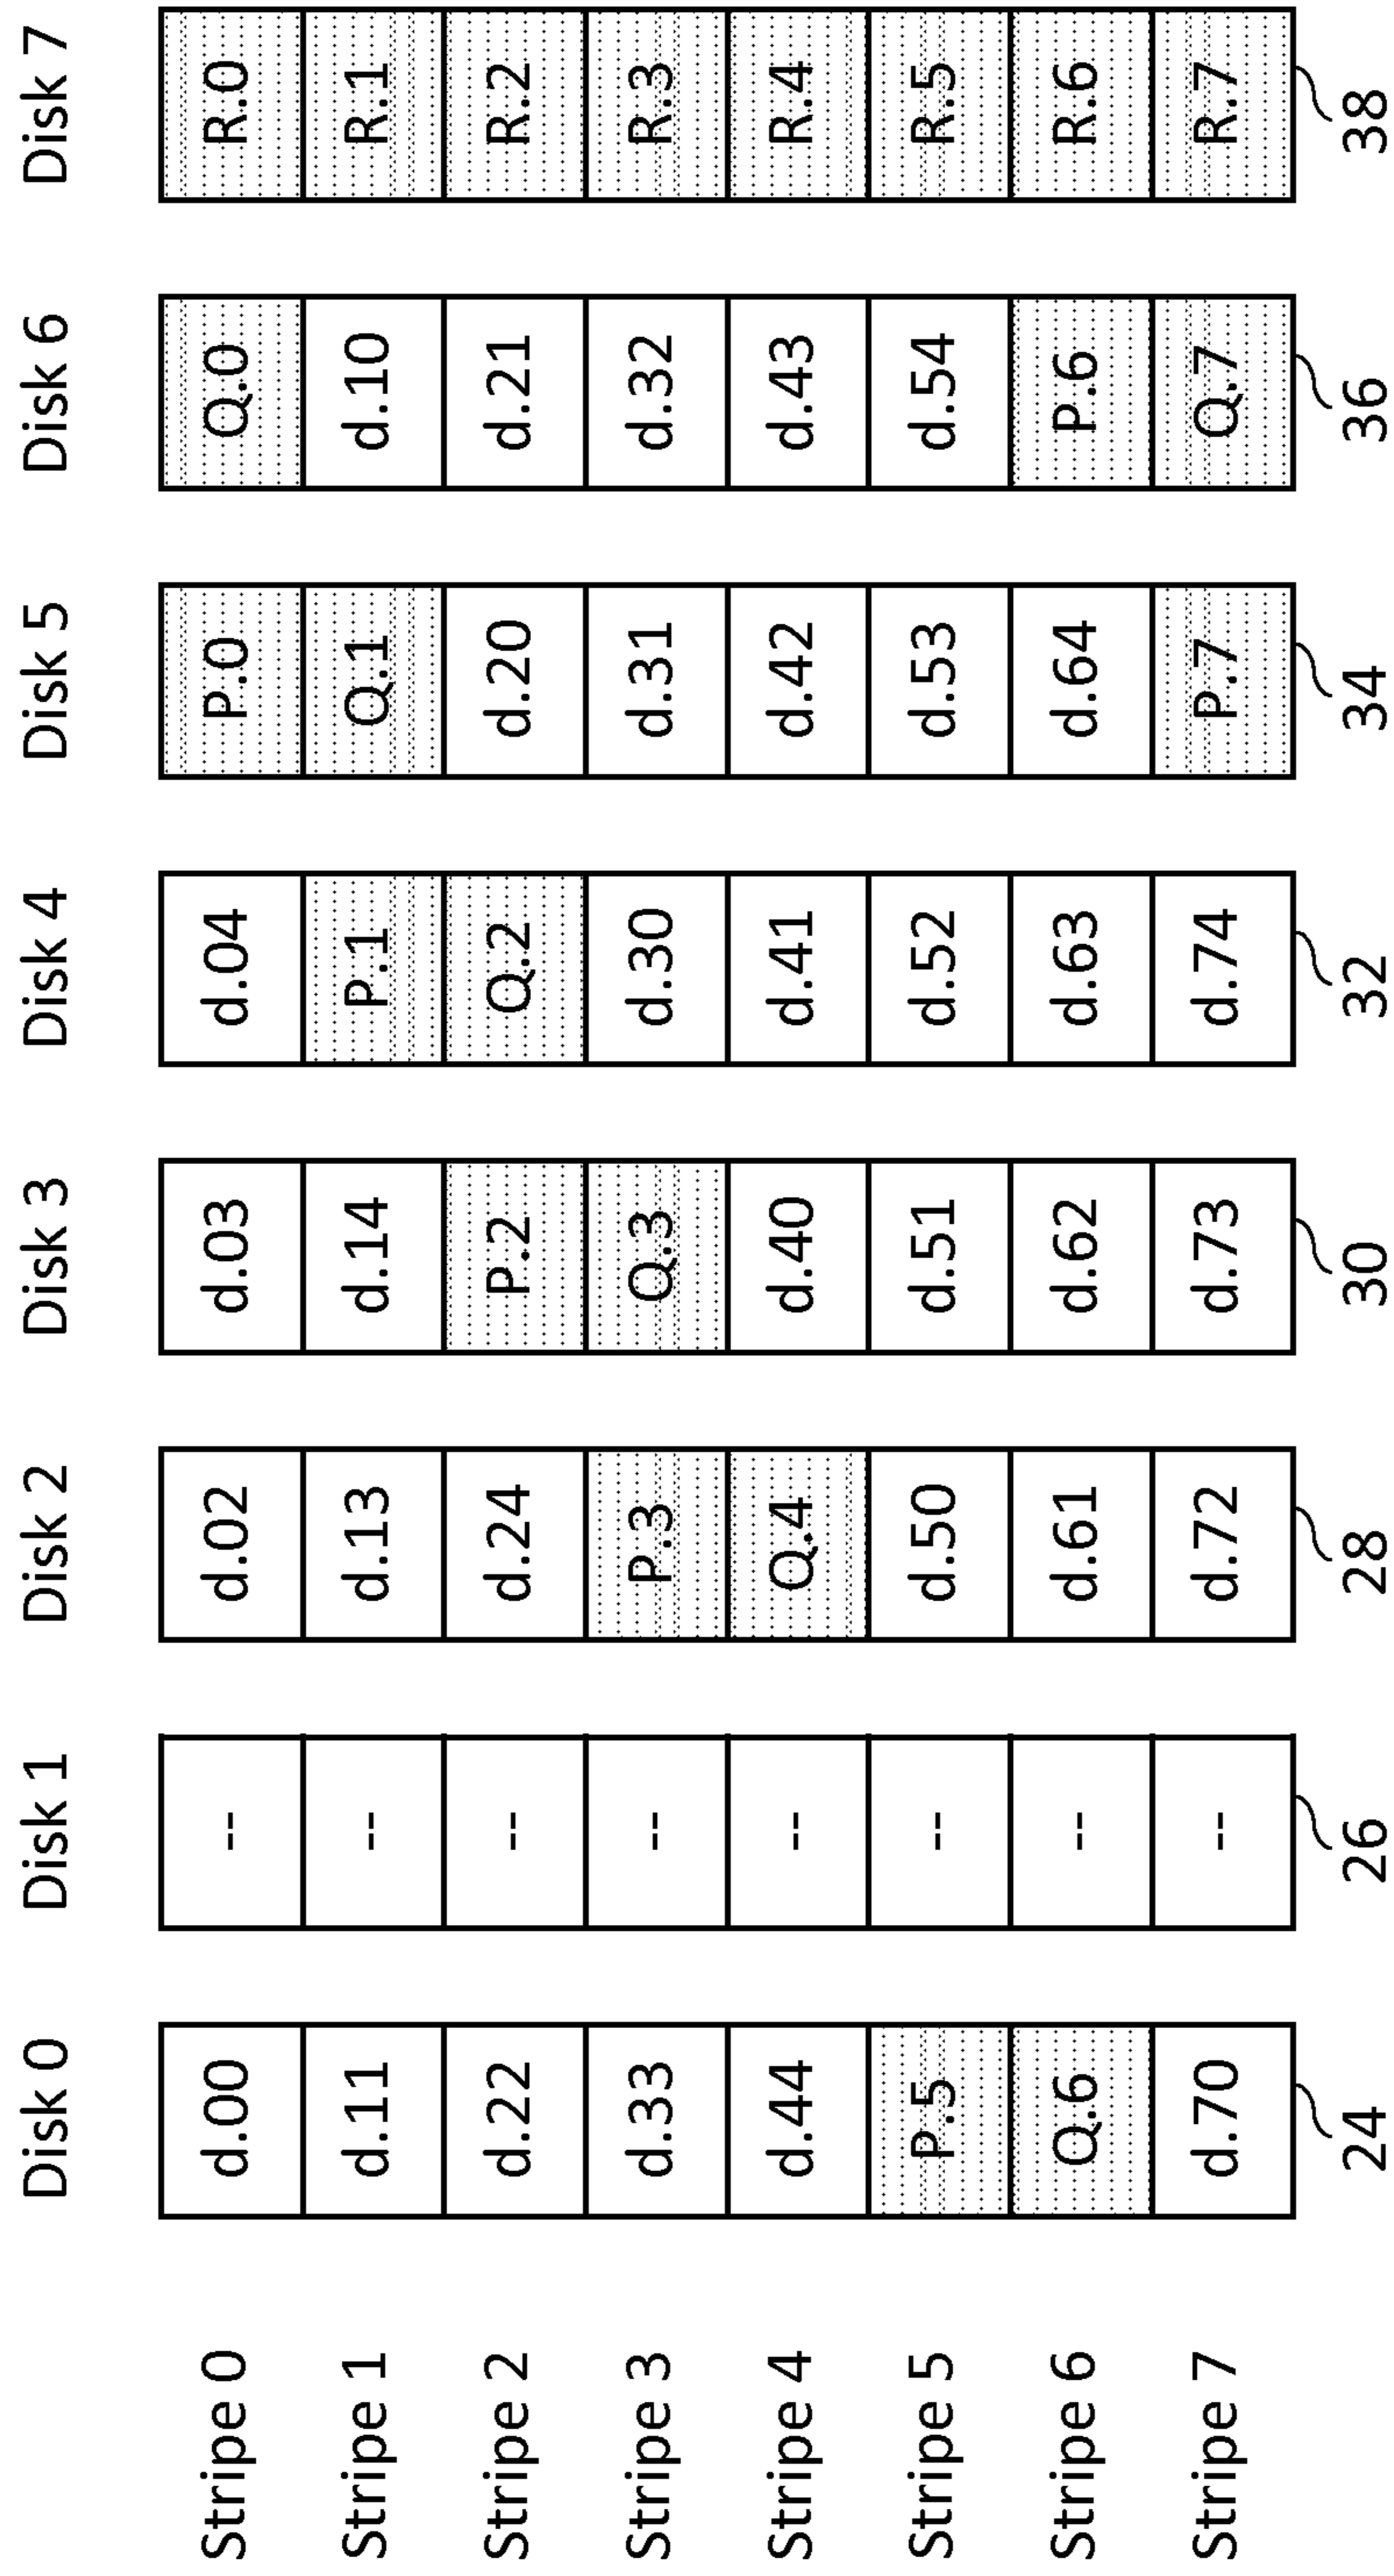 Disk 0 Disk 1 Disk 2 Disk 3 Disk 4 Disk 5 Disk 6 Disk 7
Stripe 0 d.00 -- d.02 d.03 d.04 P.0 Q.0 R.0
Stripe 1 d.11 -- d.13 d.14 P.1 Q.1 d.10 R.1
Stripe 2 d.22 -- d.24 P.2 Q.2 d.20 d.21 R.2
Stripe 3 d.33 -- P.3 Q.3 d.30 d.31 d.32 R.3
Stripe 4 d.44 -- Q.4 d.40 d.41 d.42 d.43 R.4
Stripe 5 P.5 -- d.50 d.51 d.52 d.53 d.54 R.5
Stripe 6 Q.6 -- d.61 d.62 d.63 d.64 P.6 R.6
Stripe 7 d.70 -- d.72 d.73 d.74 P.7 Q.7 R.7
24 26 28 30 32 34 36 38